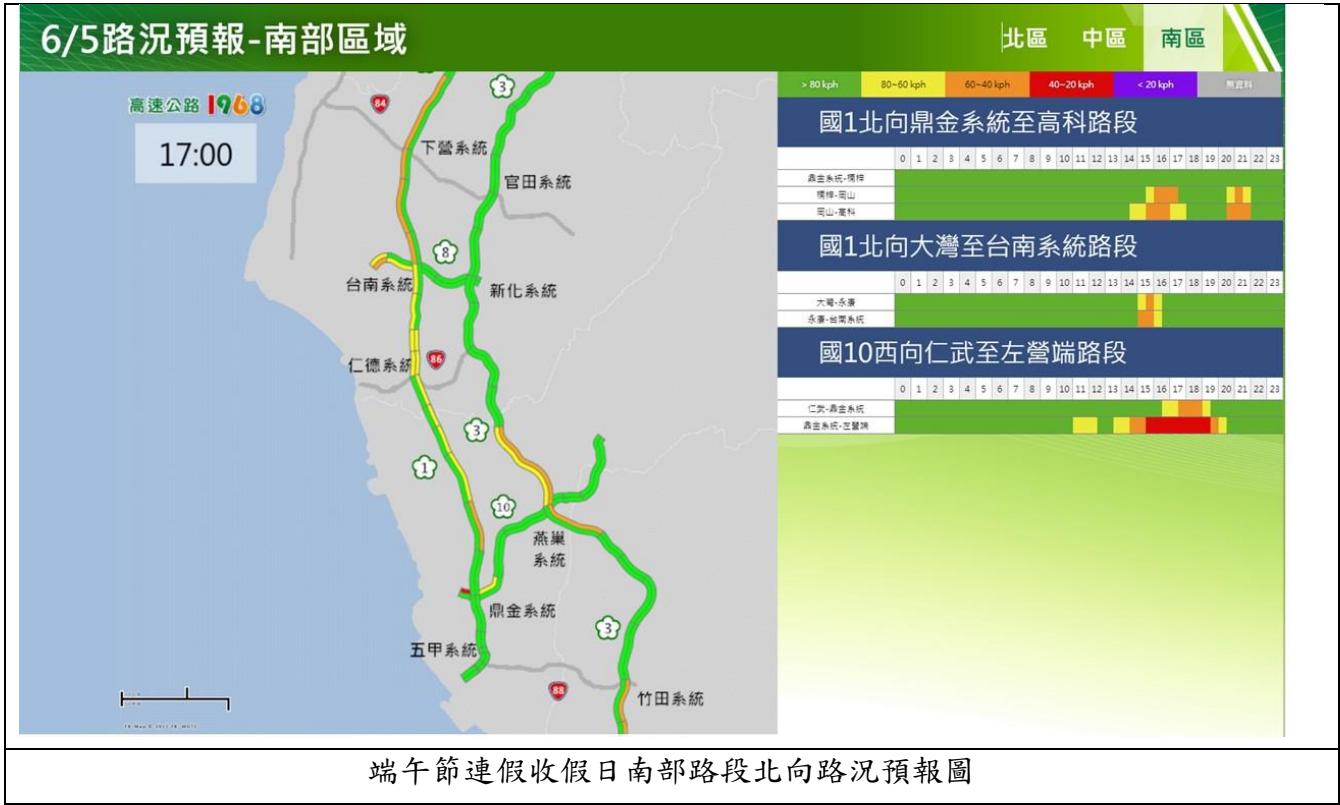 6/5路況預報-南部區域
北區 中區 南區
高速公路 1968
17:00
84
3
下營系統
官田系統
8
台南系統
新化系統
仁德系統
86
3
1
10
燕巢
系統
鼎金系統
3
五甲系統
88
竹田系統
> 80 kph 80~60 kph 60~40 kph 40~20 kph < 20 kph 無資料
國1北向鼎金系統至高科路段
0 1 2 3 4 5 6 7 8 9 10 11 12 13 14 15 16 17 18 19 20 21 22 23
鼎金系統-楠梓
楠梓-岡山
岡山-高科
國1北向大灣至台南系統路段
0 1 2 3 4 5 6 7 8 9 10 11 12 13 14 15 16 17 18 19 20 21 22 23
大灣-永康
永康-台南系統
國10西向仁武至左營端路段
0 1 2 3 4 5 6 7 8 9 10 11 12 13 14 15 16 17 18 19 20 21 22 23
仁武-鼎金系統
鼎金系統-左營端
端午節連假收假日南部路段北向路況預報圖